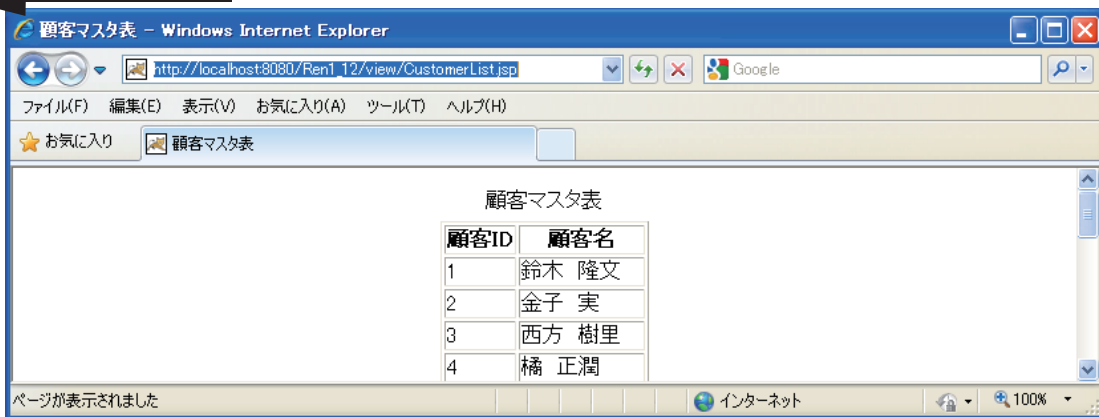 顧客マスタ表 - Windows Internet Explorer
http://localhost:8080/Ren1_12/view/CustomerList.jsp
Google
ファイル(F) 編集(E) 表示(V) お気に入り(A) ツール(T) ヘルプ(H)
お気に入り 顧客マスタ表
顧客マスタ表
顧客ID 顧客名
1 鈴木 隆文
2 金子 実
3 西方 樹里
4 橘 正潤
ページが表示されました インターネット 100%